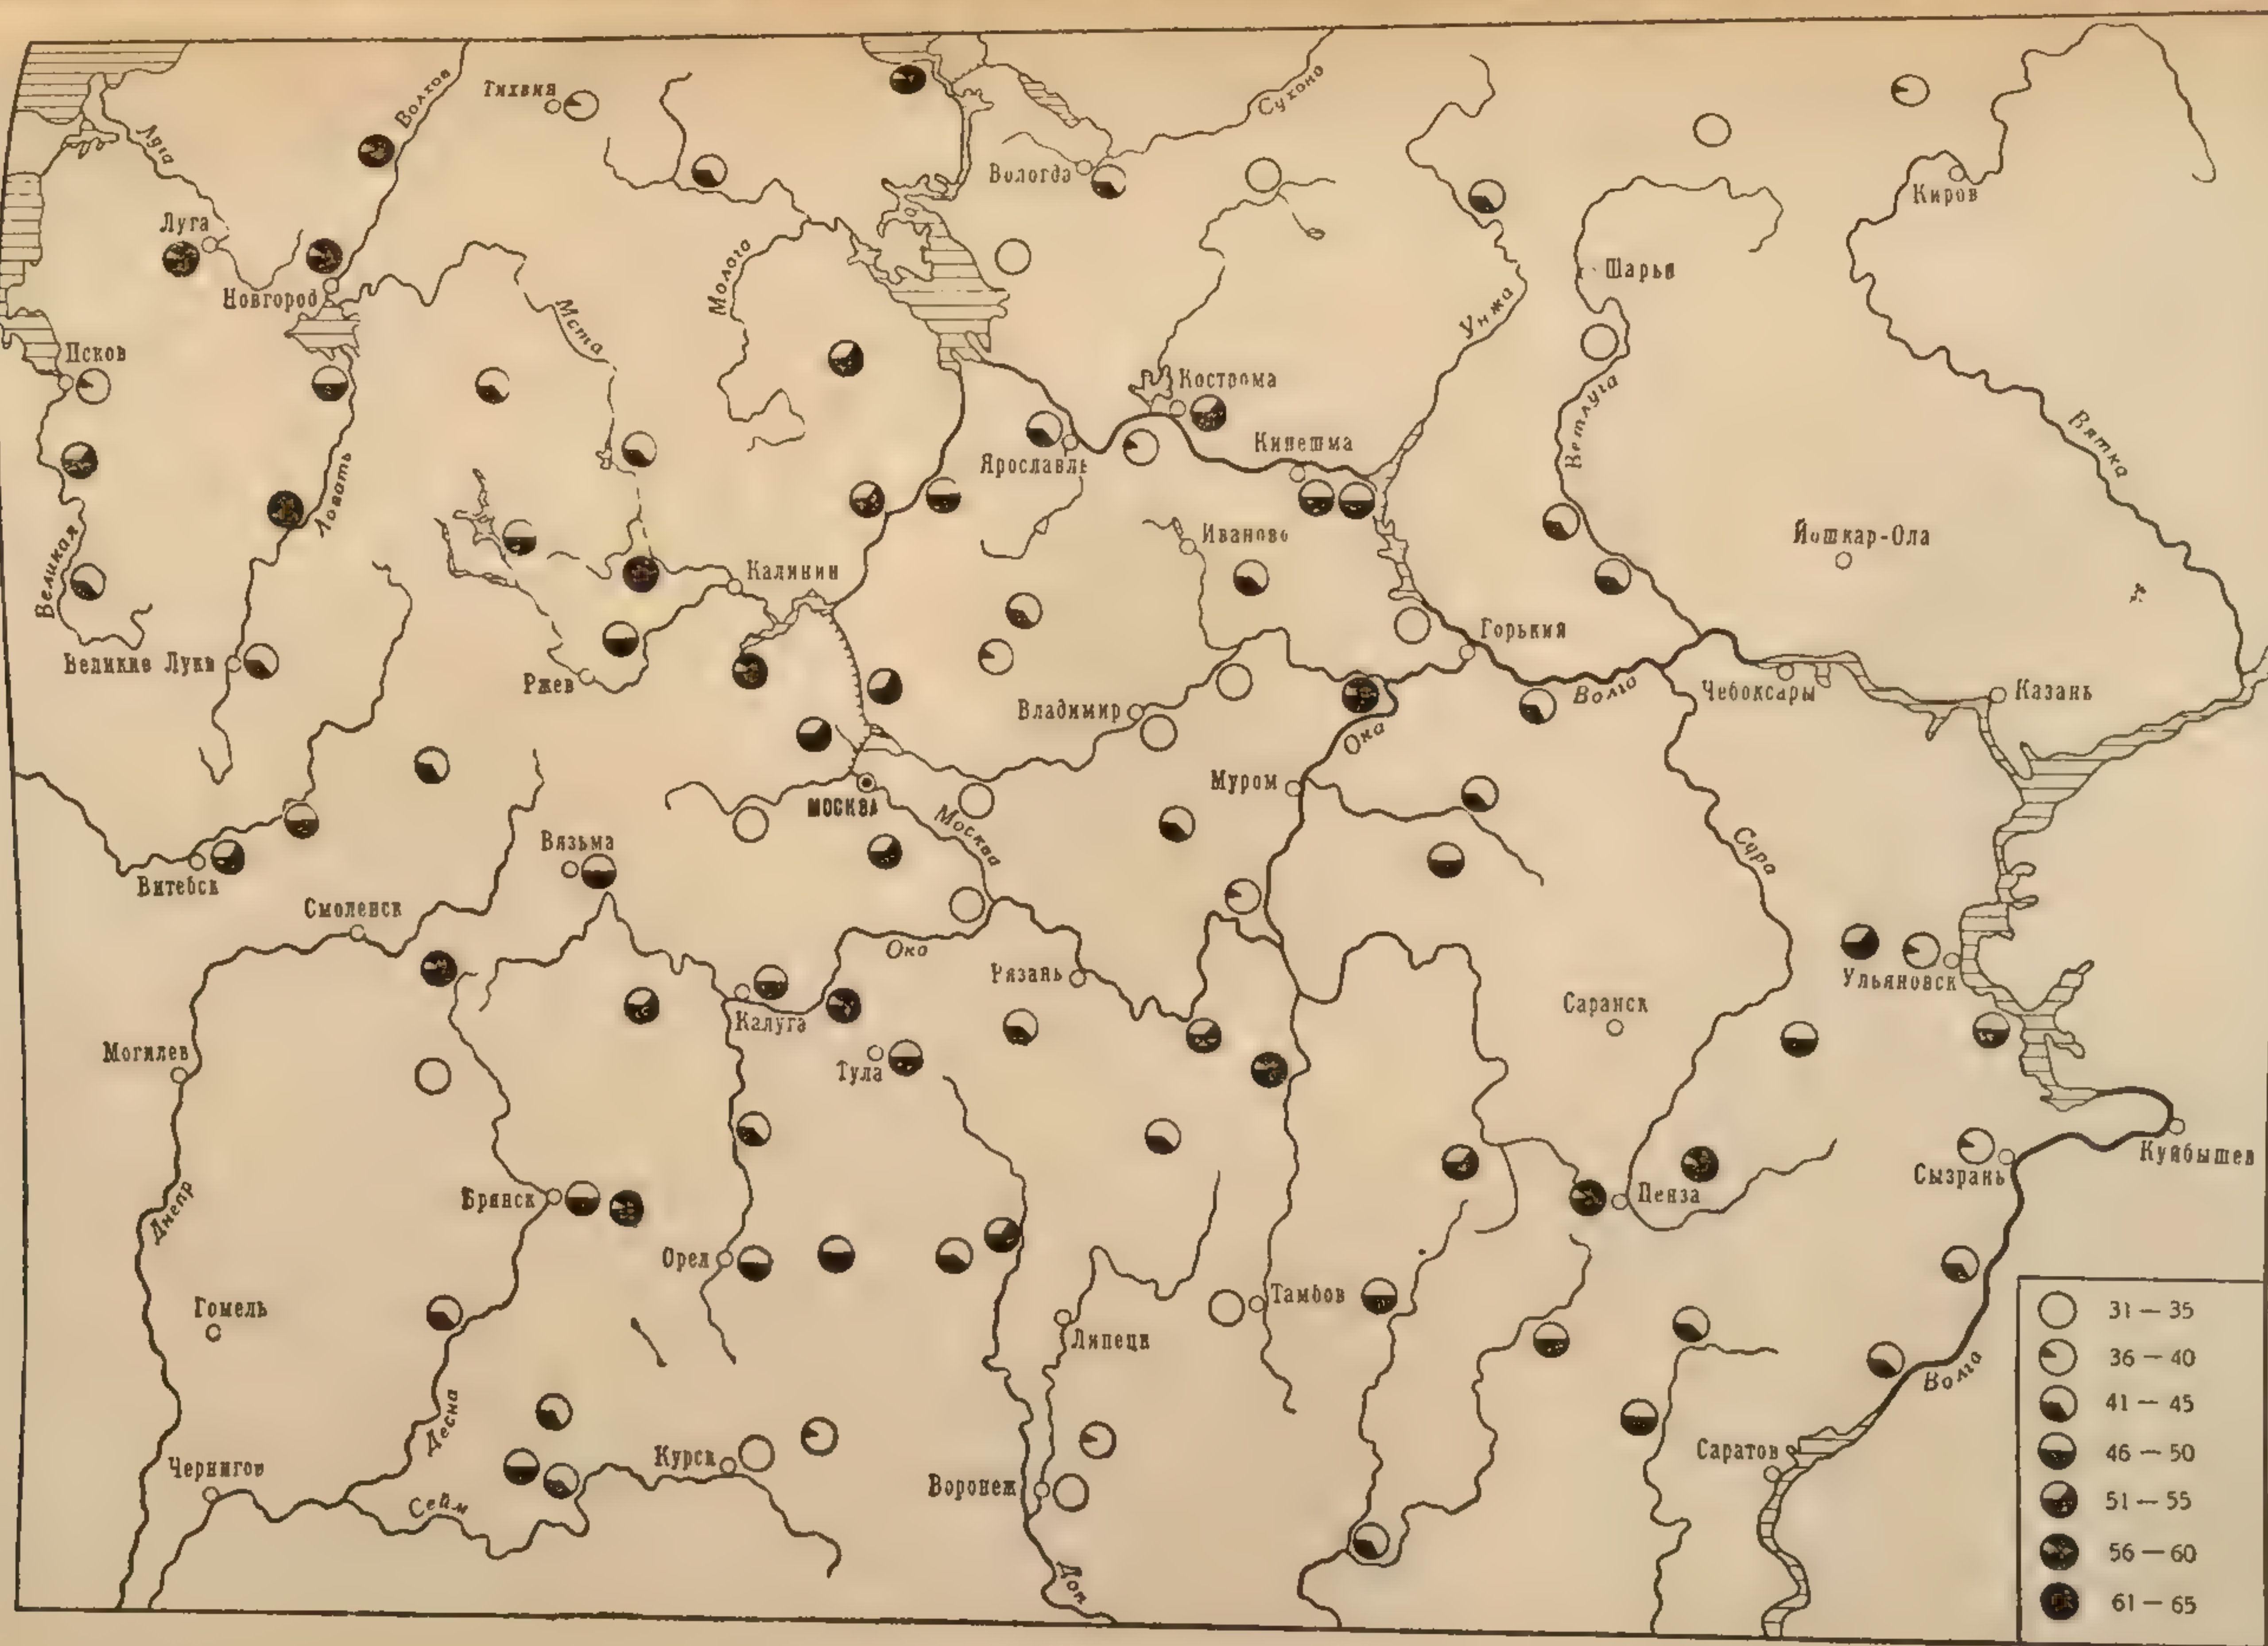 Тихвин
Волхов
Сухона
Луга
Вологда
Киров
Луга
Новгород
Молога
Шарья
Мста
Унжа
Псков
Кострома
Ветлуга
Вятка
Ярославль
Кинешма
Ловать
Иваново
Йошкар-Ола
Великая
Калинин
Горький
Великие Луки
Ржев
Владимир
Волга
Чебоксары
Казань
Ока
Муром
МОСКВА
Москва
Сура
Вязьма
Витебск
Смоленск
Ока
Рязань
Ульяновск
Саранск
Калуга
Могилев
Тула
Куйбышев
Сызрань
Днепр
Брянск
Пенза
Орел
Гомель
Тамбов
Липецк
Волга
Десна
Чернигов
Курск
Саратов
Сейм
Воронеж
Дон
31 — 35
36 — 40
41 — 45
46 — 50
51 — 55
56 — 60
61 — 65